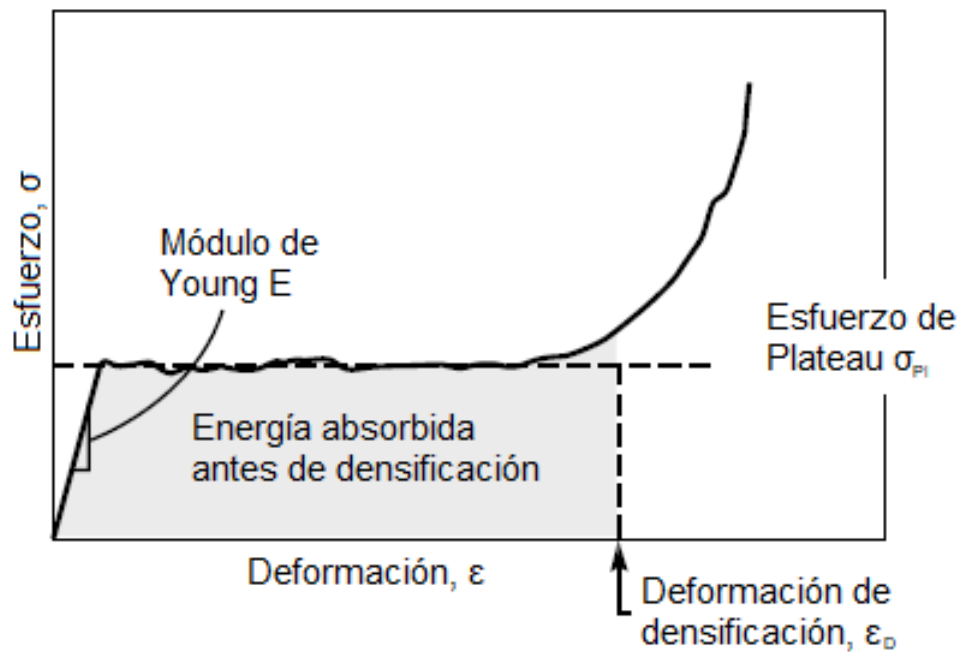 Esfuerzo, σ
Módulo de
Young E
Esfuerzo de
Plateau σPl
Energía absorbida
antes de densificación
Deformación, ε
Deformación de
densificación, εD